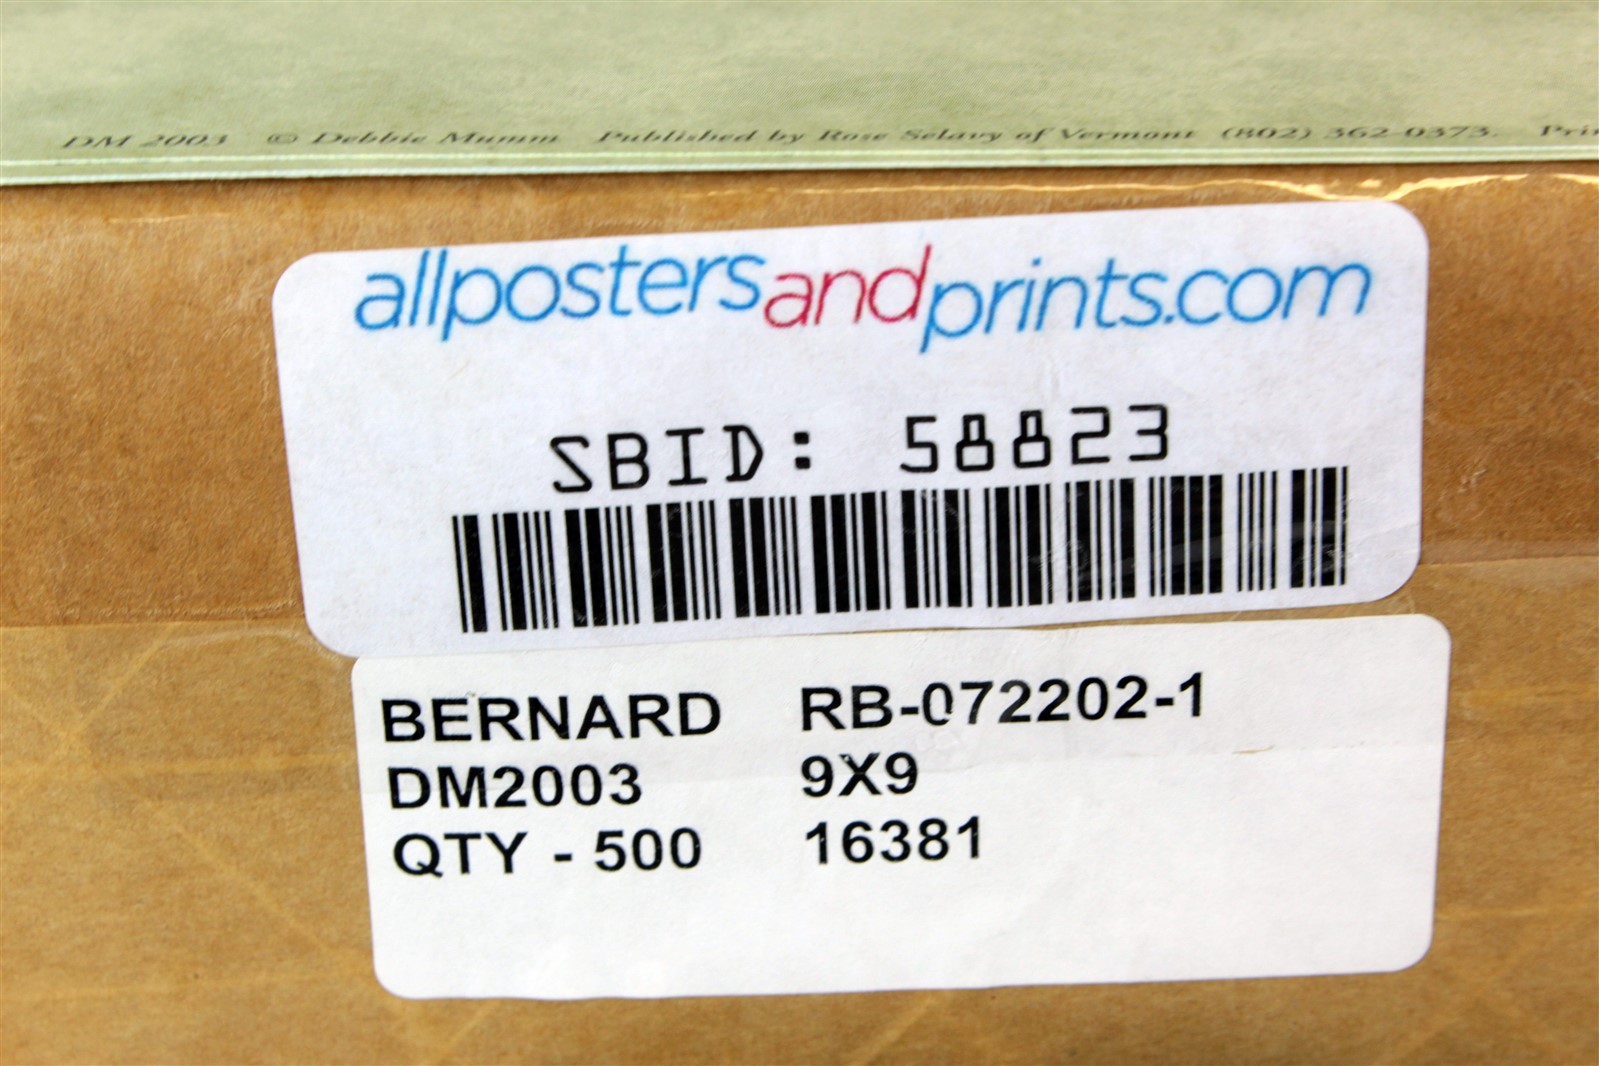 DM 2003 © Debbie Mumm Published by Rose Selavy of Vermont (802) 362-0373.
allpostersandprints.com
SBID: 58823
BERNARD RB-072202-1
DM2003 9X9
QTY - 500 16381